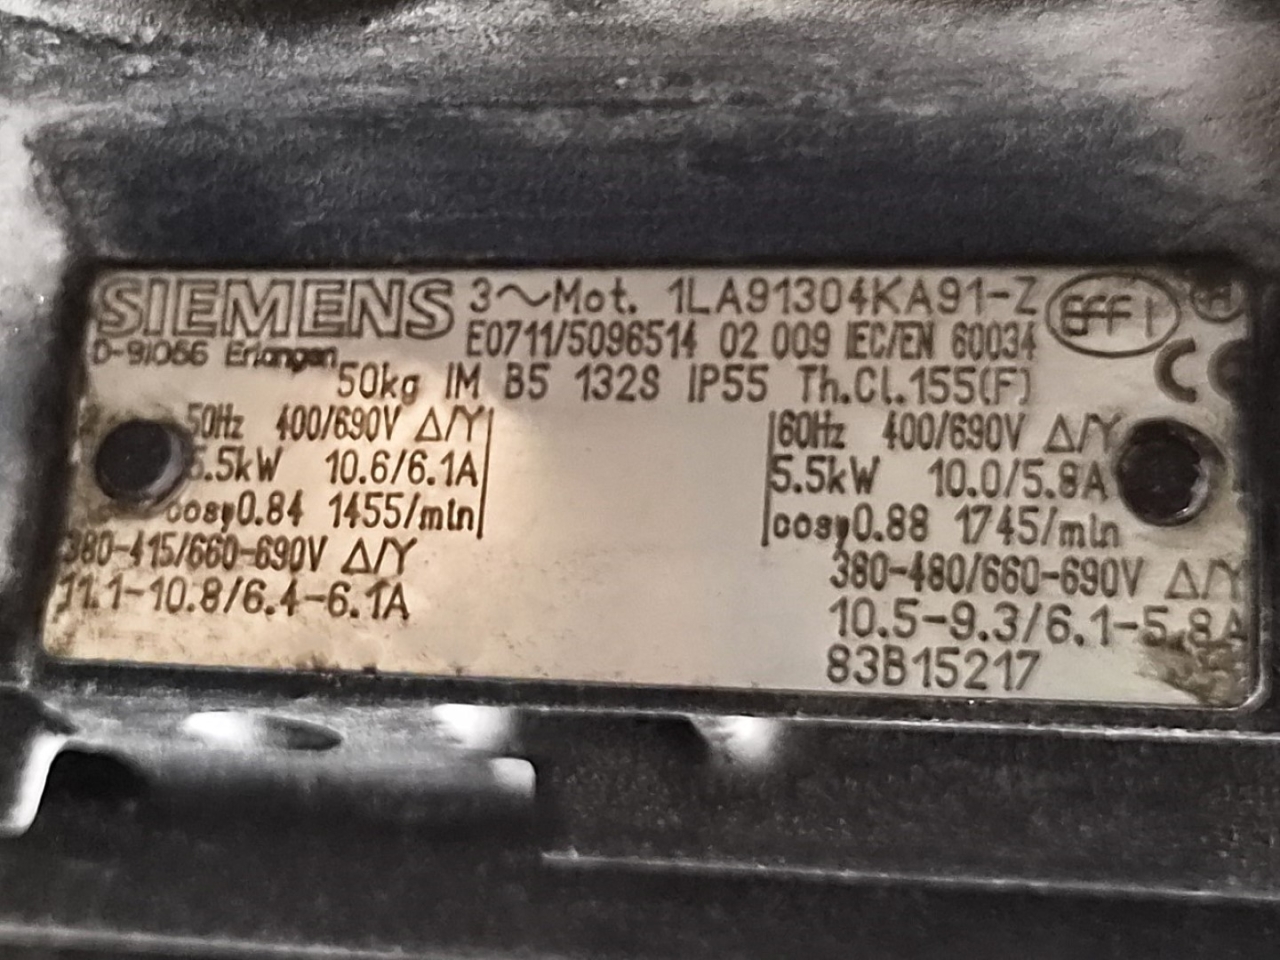 SIEMENS 3~Mot. 1LA91304KA91-Z EFF 1
D-91056 Erlangen E0711/5096514 02 009 IEC/EN 60034
50kg IM B5 132S IP55 Th.Cl.155(F) CE
50Hz 400/690V Δ/Y
5.5kW 10.6/6.1A
cosφ0.84 1455/min
380-415/660-690V Δ/Y
11.1-10.8/6.4-6.1A
60Hz 400/690V Δ/Y
5.5kW 10.0/5.8A
cosφ0.88 1745/min
380-480/660-690V Δ/Y
10.5-9.3/6.1-5.8A
83B15217